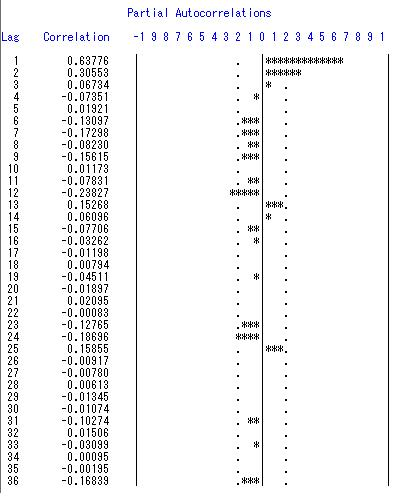 Partial Autocorrelations
Lag Correlation -1 9 8 7 6 5 4 3 2 1 0 1 2 3 4 5 6 7 8 9 1
1 0.63776 | . |************* |
2 0.30553 | . |****** |
3 0.06734 | . |* . |
4 -0.07351 | . *| . |
5 0.01921 | . | . |
6 -0.13097 | .***| . |
7 -0.17298 | .***| . |
8 -0.08230 | . **| . |
9 -0.15615 | .***| . |
10 0.01173 | . | . |
11 -0.07831 | . **| . |
12 -0.23827 | *****| . |
13 0.15268 | . |***. |
14 0.06096 | . |* . |
15 -0.07706 | . **| . |
16 -0.03262 | . *| . |
17 -0.01198 | . | . |
18 0.00794 | . | . |
19 -0.04511 | . *| . |
20 -0.01897 | . | . |
21 0.02095 | . | . |
22 -0.00083 | . | . |
23 -0.12765 | .***| . |
24 -0.18696 | ****| . |
25 0.15855 | . |***. |
26 -0.00917 | . | . |
27 -0.00780 | . | . |
28 0.00613 | . | . |
29 -0.01345 | . | . |
30 -0.01074 | . | . |
31 -0.10274 | . **| . |
32 0.01506 | . | . |
33 -0.03099 | . *| . |
34 0.00095 | . | . |
35 -0.00195 | . | . |
36 -0.16839 | .***| . |